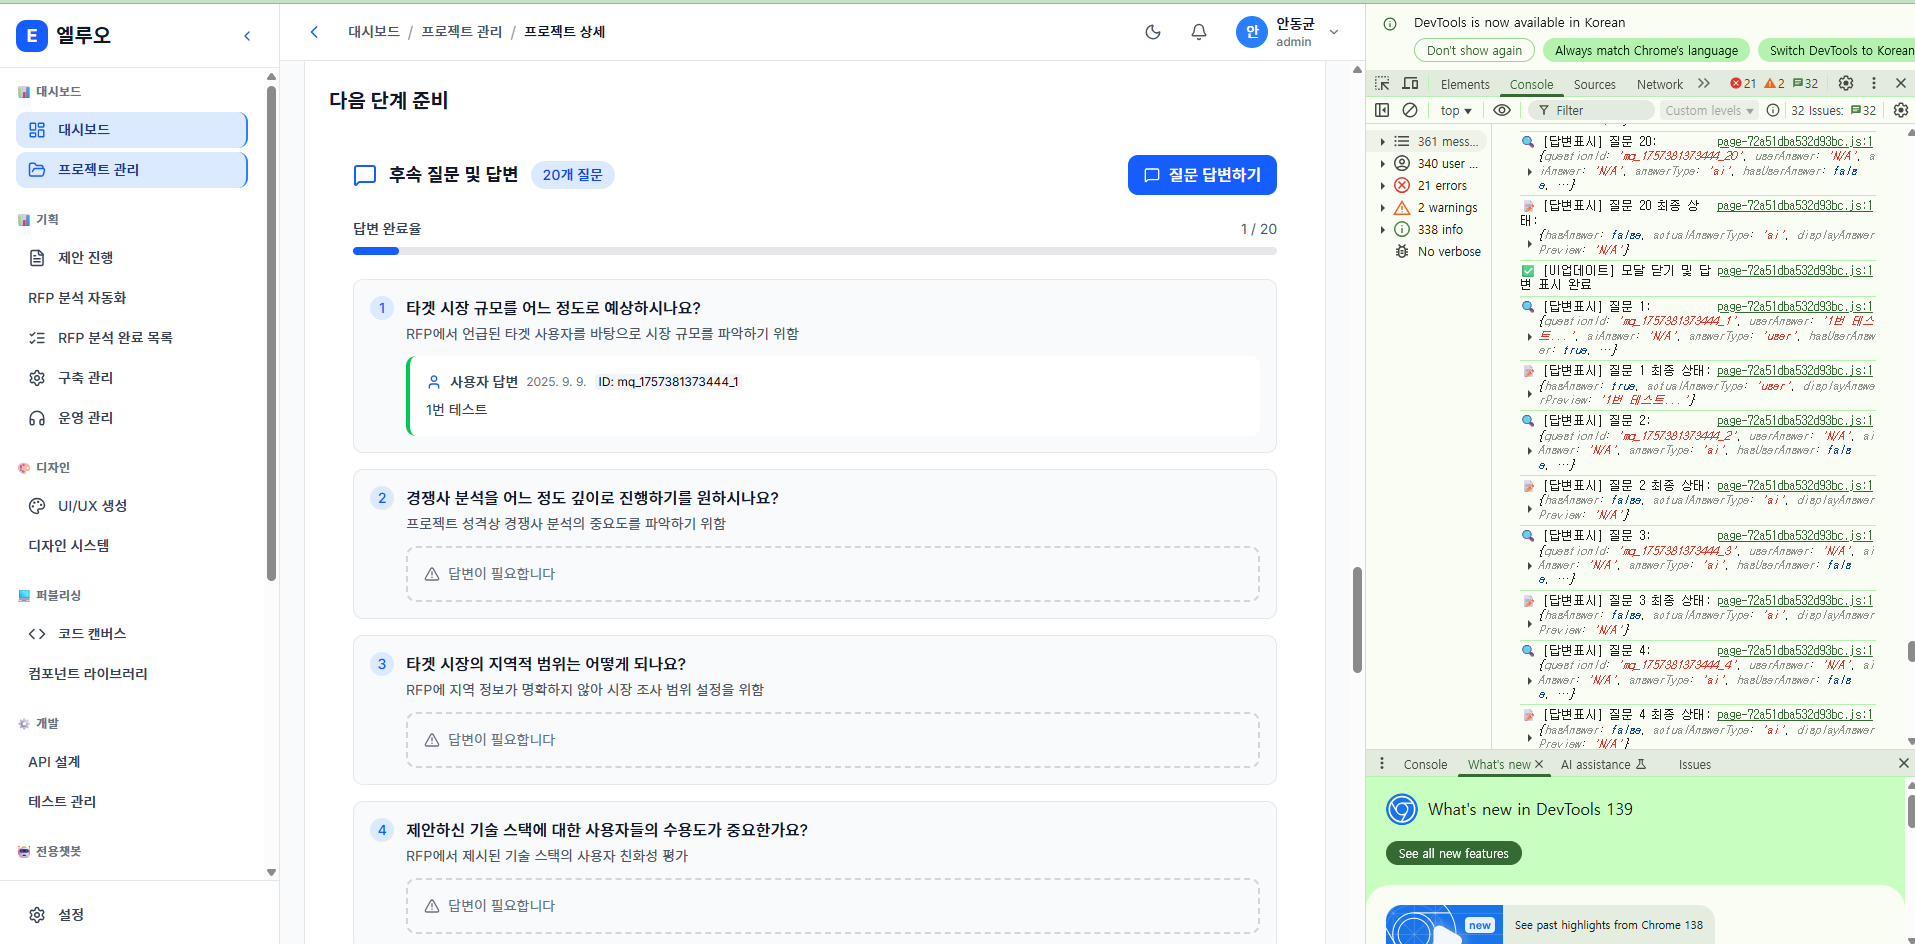 E 엘루오
대시보드
대시보드
프로젝트 관리
기획
제안 진행
RFP 분석 자동화
RFP 분석 완료 목록
구축 관리
운영 관리
디자인
UI/UX 생성
디자인 시스템
퍼블리싱
코드 캔버스
컴포넌트 라이브러리
개발
API 설계
테스트 관리
전용챗봇
설정
대시보드 / 프로젝트 관리 / 프로젝트 상세
안
안동균
admin
다음 단계 준비
후속 질문 및 답변 20개 질문
질문 답변하기
답변 완료율
1 / 20
1 타겟 시장 규모를 어느 정도로 예상하시나요?
RFP에서 언급된 타겟 사용자를 바탕으로 시장 규모를 파악하기 위함
사용자 답변 2025. 9. 9. ID: mq_1757381373444_1
1번 테스트
2 경쟁사 분석을 어느 정도 깊이로 진행하기를 원하시나요?
프로젝트 성격상 경쟁사 분석의 중요도를 파악하기 위함
답변이 필요합니다
3 타겟 시장의 지역적 범위는 어떻게 되나요?
RFP에 지역 정보가 명확하지 않아 시장 조사 범위 설정을 위함
답변이 필요합니다
4 제안하신 기술 스택에 대한 사용자들의 수용도가 중요한가요?
RFP에서 제시된 기술 스택의 사용자 친화성 평가
답변이 필요합니다
DevTools is now available in Korean
Don't show again
Always match Chrome's language
Switch DevTools to Korean
Elements Console Sources Network 21 2 32
top Filter Custom levels 32 Issues: 32
361 mess...
340 user ...
21 errors
2 warnings
338 info
No verbose
[답변표시] 질문 20: page-72a51dba532d93bc.js:1
{questionId: 'mq_1757381373444_20', userAnswer: 'N/A', a
iAnswer: 'N/A', answerType: 'ai', hasUserAnswer: fals
e, …}
[답변표시] 질문 20 최종 상 page-72a51dba532d93bc.js:1
태:
{hasAnswer: false, actualAnswerType: 'ai', displayAnswer
Preview: 'N/A'}
[UI업데이트] 모달 닫기 및 답 page-72a51dba532d93bc.js:1
변 표시 완료
[답변표시] 질문 1: page-72a51dba532d93bc.js:1
{questionId: 'mq_1757381373444_1', userAnswer: '1번 테스
트...', aiAnswer: 'N/A', answerType: 'user', hasUserAnsw
er: true, …}
[답변표시] 질문 1 최종 상태: page-72a51dba532d93bc.js:1
{hasAnswer: true, actualAnswerType: 'user', displayAnswe
rPreview: '1번 테스트...'}
[답변표시] 질문 2: page-72a51dba532d93bc.js:1
{questionId: 'mq_1757381373444_2', userAnswer: 'N/A', ai
Answer: 'N/A', answerType: 'ai', hasUserAnswer: fals
e, …}
[답변표시] 질문 2 최종 상태: page-72a51dba532d93bc.js:1
{hasAnswer: false, actualAnswerType: 'ai', displayAnswer
Preview: 'N/A'}
[답변표시] 질문 3: page-72a51dba532d93bc.js:1
{questionId: 'mq_1757381373444_3', userAnswer: 'N/A', ai
Answer: 'N/A', answerType: 'ai', hasUserAnswer: fals
e, …}
[답변표시] 질문 3 최종 상태: page-72a51dba532d93bc.js:1
{hasAnswer: false, actualAnswerType: 'ai', displayAnswer
Preview: 'N/A'}
[답변표시] 질문 4: page-72a51dba532d93bc.js:1
{questionId: 'mq_1757381373444_4', userAnswer: 'N/A', ai
Answer: 'N/A', answerType: 'ai', hasUserAnswer: fals
e, …}
[답변표시] 질문 4 최종 상태: page-72a51dba532d93bc.js:1
{hasAnswer: false, actualAnswerType: 'ai', displayAnswer
Preview: 'N/A'}
Console What's new AI assistance Issues
What's new in DevTools 139
See all new features
new
See past highlights from Chrome 138